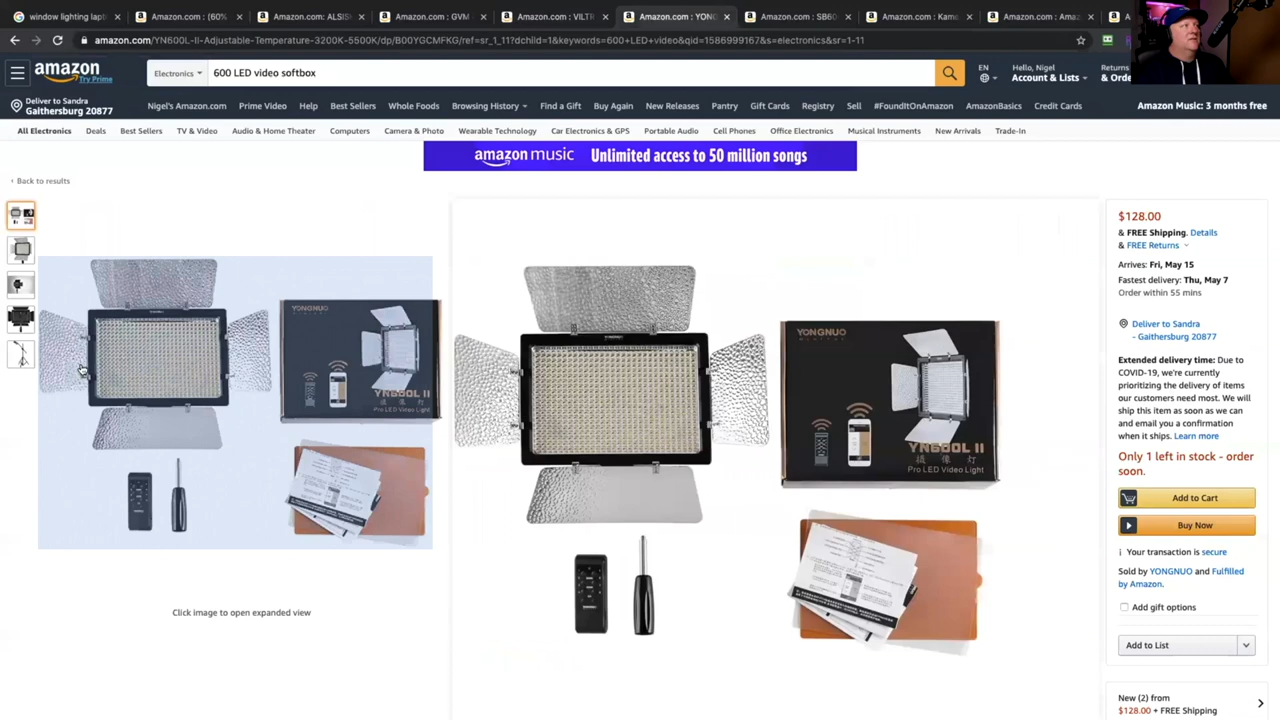 window lighting lapt
Amazon.com : (60%
Amazon.com: ALSISK
Amazon.com : GVM
Amazon.com : VILTR
Amazon.com : YONG
Amazon.com : SB60
Amazon.com : Kam
Amazon.com : Amaz
amazon.com/YN600L-II-Adjustable-Temperature-3200K-5500K/dp/B00YGCMFKG/ref=sr_1_11?dchild=1&keywords=600+LED+video&qid=1586999167&s=electronics&sr=1-11
amazon
Try Prime
Electronics
600 LED video softbox
EN
Hello, Nigel
Account & Lists
Returns
& Orde
Deliver to Sandra
Gaithersburg 20877
Nigel's Amazon.com Prime Video Help Best Sellers Whole Foods Browsing History Find a Gift Buy Again New Releases Pantry Gift Cards Registry Sell #FoundItOnAmazon AmazonBasics Credit Cards
Amazon Music: 3 months free
All Electronics Deals Best Sellers TV & Video Audio & Home Theater Computers Camera & Photo Wearable Technology Car Electronics & GPS Portable Audio Cell Phones Office Electronics Musical Instruments New Arrivals Trade-In
amazon music Unlimited access to 50 million songs
‹ Back to results
YONGNUO
YN600L II
Pro LED Video Light
Click image to open expanded view
YONGNUO
YN600L II
摄 像 灯
Pro LED Video Light
$128.00
& FREE Shipping. Details
& FREE Returns
Arrives: Fri, May 15
Fastest delivery: Thu, May 7
Order within 55 mins
Deliver to Sandra
- Gaithersburg 20877
Extended delivery time: Due to
COVID-19, we're currently
prioritizing the delivery of items
our customers need most. We will
ship this item as soon as we can
and email you a confirmation
when it ships. Learn more
Only 1 left in stock - order
soon.
Add to Cart
Buy Now
Your transaction is secure
Sold by YONGNUO and Fulfilled
by Amazon.
Add gift options
Add to List
New (2) from
$128.00 + FREE Shipping